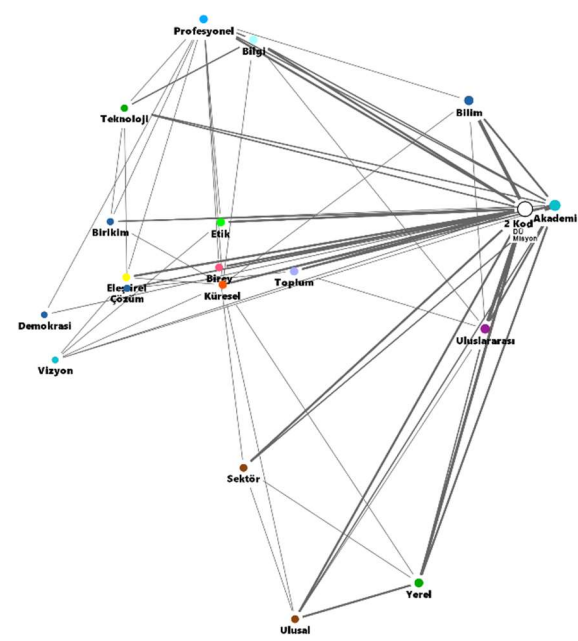 Profesyonel
Bilgi
Teknoloji
Bilim
Birikim
Etik
2 Kod
Akademi
DÜ
Misyon
Birey
Toplum
Eleştirel
Çözüm
Küresel
Demokrasi
Uluslararası
Vizyon
Sektör
Yerel
Ulusal